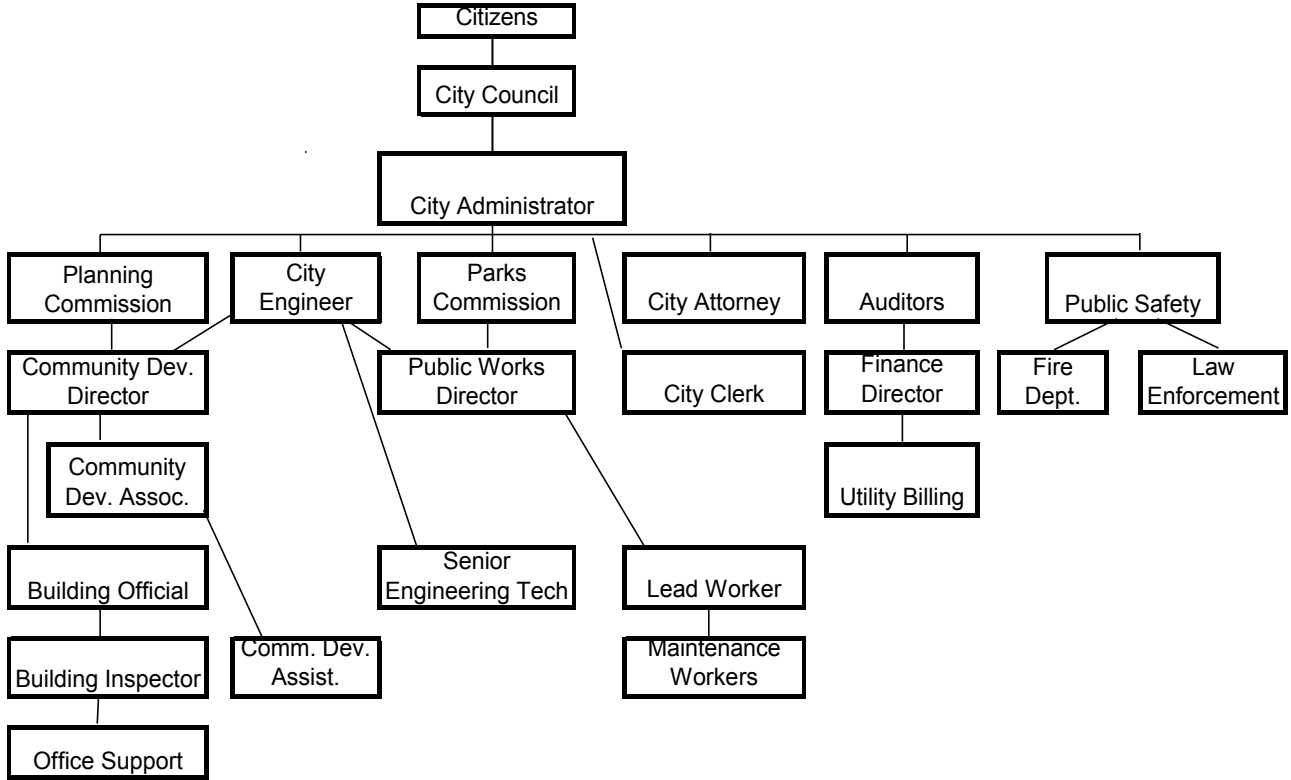 Citizens
City Council
City Administrator
Planning
Commission
City
Engineer
Parks
Commission
City Attorney
Auditors
Public Safety
Community Dev.
Director
Public Works
Director
City Clerk
Finance
Director
Fire
Dept.
Law
Enforcement
Community
Dev. Assoc.
Utility Billing
Building Official
Senior
Engineering Tech
Lead Worker
Building Inspector
Comm. Dev.
Assist.
Maintenance
Workers
Office Support